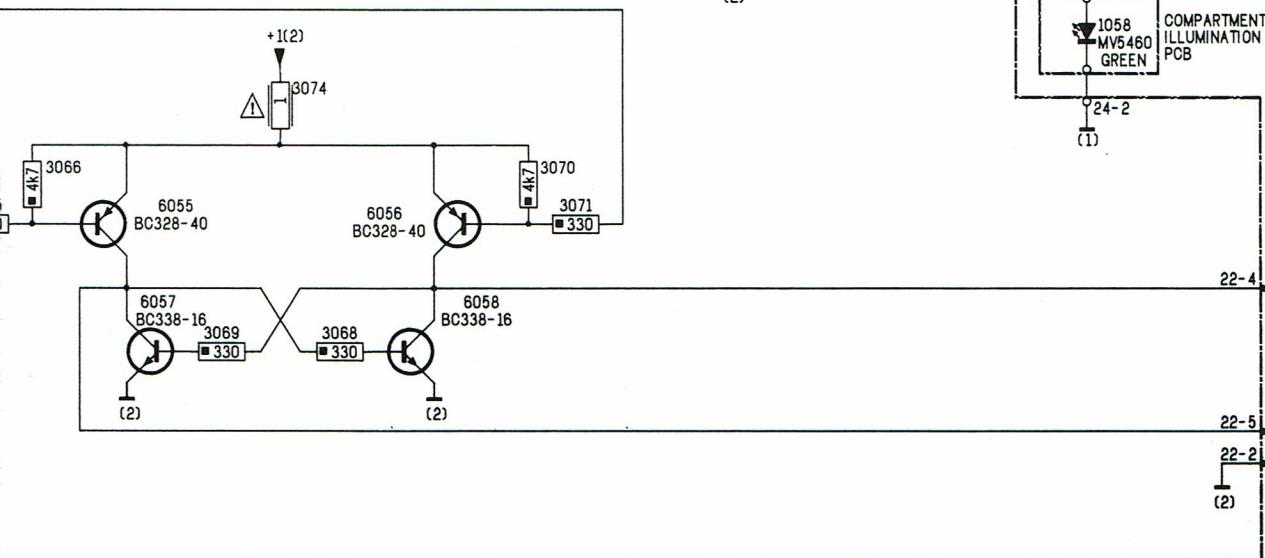 +1(2)
1
3074
3066
4k7
6055
BC328-40
6056
BC328-40
3070
4k7
3071
330
6057
BC338-16
3069
330
3068
330
6058
BC338-16
(2)
(2)
1058
MV5460
GREEN
COMPARTMENT
ILLUMINATION
PCB
24-2
(1)
22-4
22-5
22-2
(2)